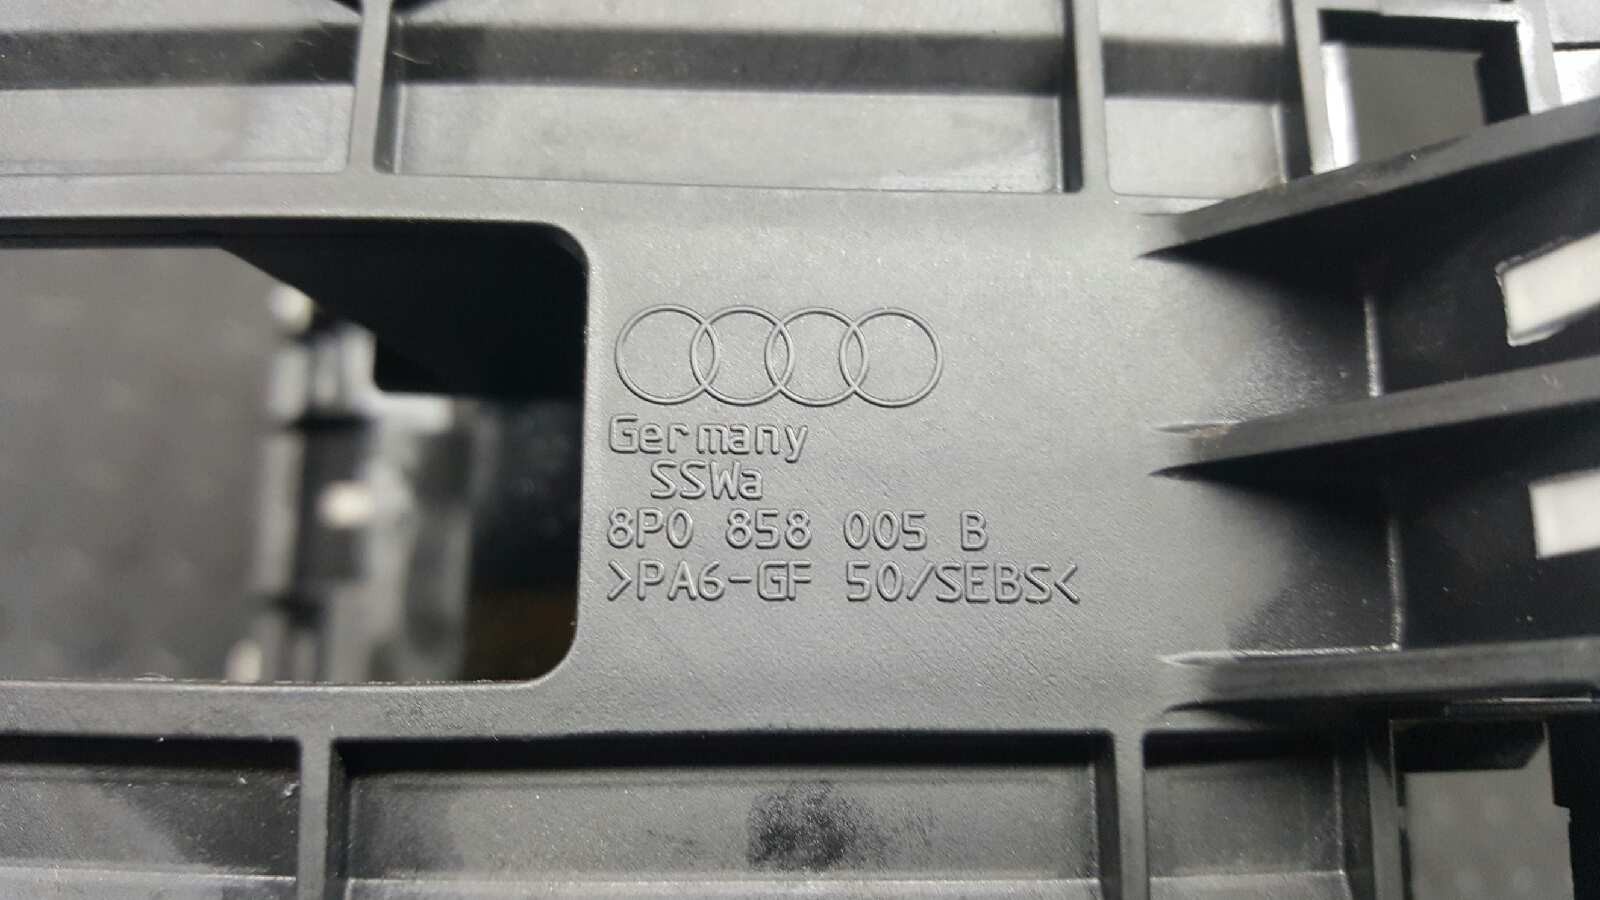 Germany
SSWa
8P0 858 005 B
>PA6-GF 50/SEBS<